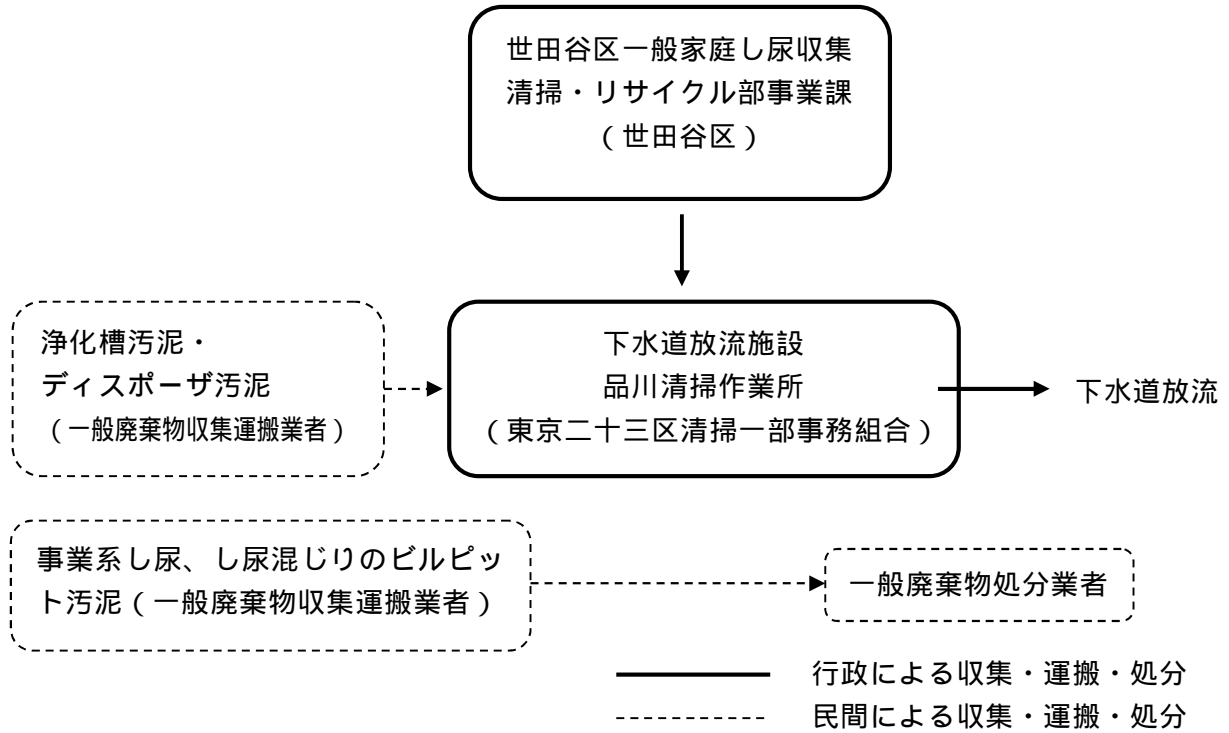 世田谷区一般家庭し尿収集
清掃・リサイクル部事業課
（世田谷区）
浄化槽汚泥・
ディスポーザ汚泥
（一般廃棄物収集運搬業者）
下水道放流施設
品川清掃作業所
（東京二十三区清掃一部事務組合）
下水道放流
事業系し尿、し尿混じりのビルピッ
ト汚泥（一般廃棄物収集運搬業者）
一般廃棄物処分業者
行政による収集・運搬・処分
民間による収集・運搬・処分